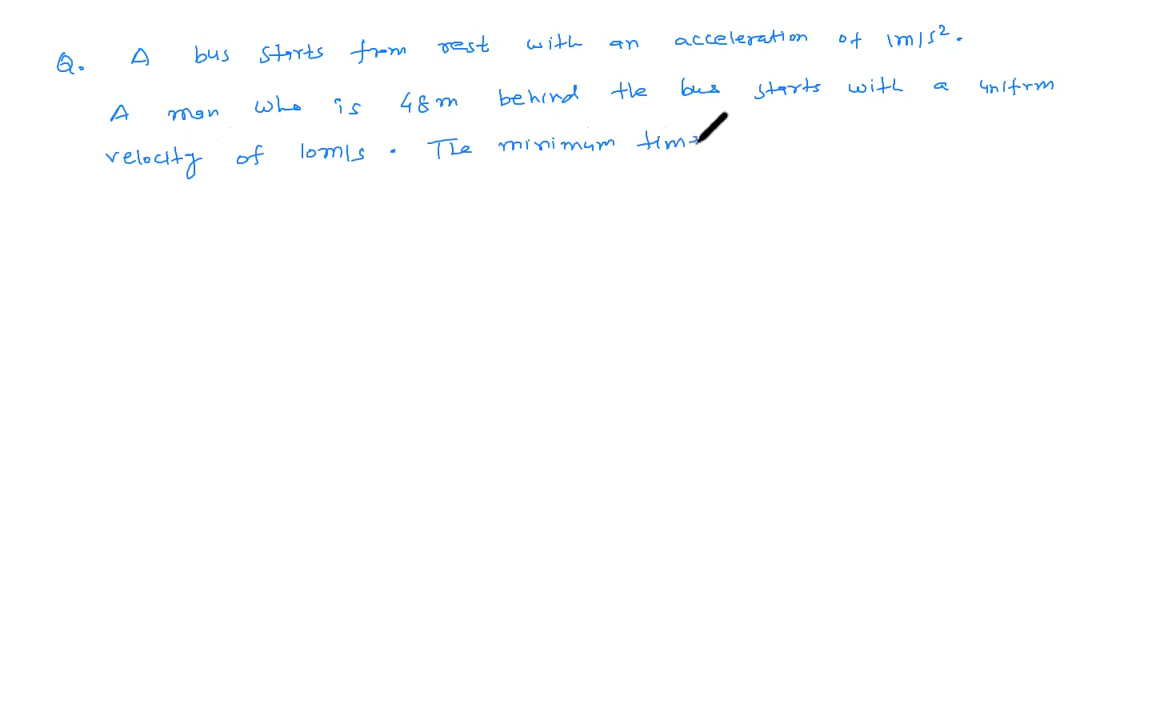 Q. A bus starts from rest with an acceleration of 1m/s².
A man who is 48m behind the bus starts with a uniform
velocity of 10m/s. The minimum time